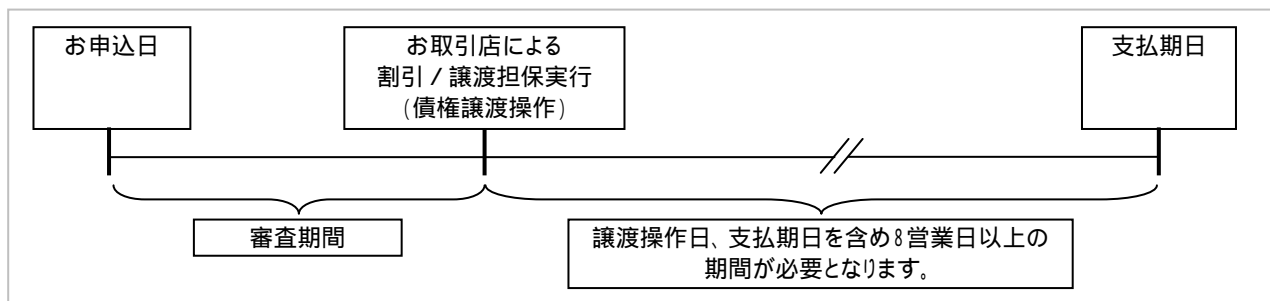 お申込日
お取引店による
割引/譲渡担保実行
(債権譲渡操作)
支払期日
審査期間
譲渡操作日、支払期日を含め8営業日以上の
期間が必要となります。